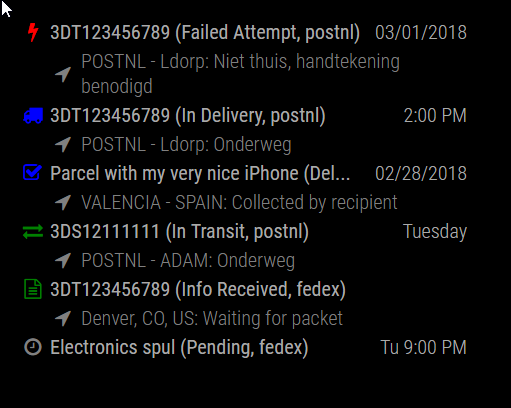 3DT123456789 (Failed Attempt, postnl) 03/01/2018
POSTNL - Ldorp: Niet thuis, handtekening
benodigd
3DT123456789 (In Delivery, postnl) 2:00 PM
POSTNL - Ldorp: Onderweg
Parcel with my very nice iPhone (Del... 02/28/2018
VALENCIA - SPAIN: Collected by recipient
3DS12111111 (In Transit, postnl) Tuesday
POSTNL - ADAM: Onderweg
3DT123456789 (Info Received, fedex)
Denver, CO, US: Waiting for packet
Electronics spul (Pending, fedex) Tu 9:00 PM